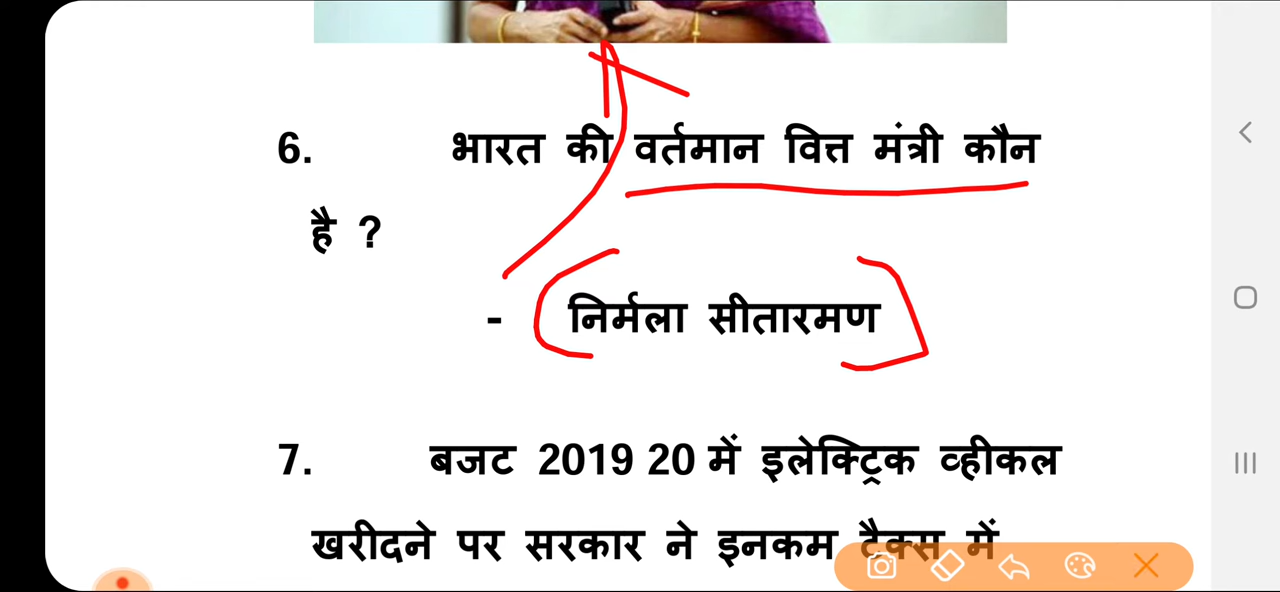 6. भारत की वर्तमान वित्त मंत्री कौन
है ?
- निर्मला सीतारमण
7. बजट 2019 20 में इलेक्ट्रिक व्हीकल
खरीदने पर सरकार ने इनकम टैक्स में